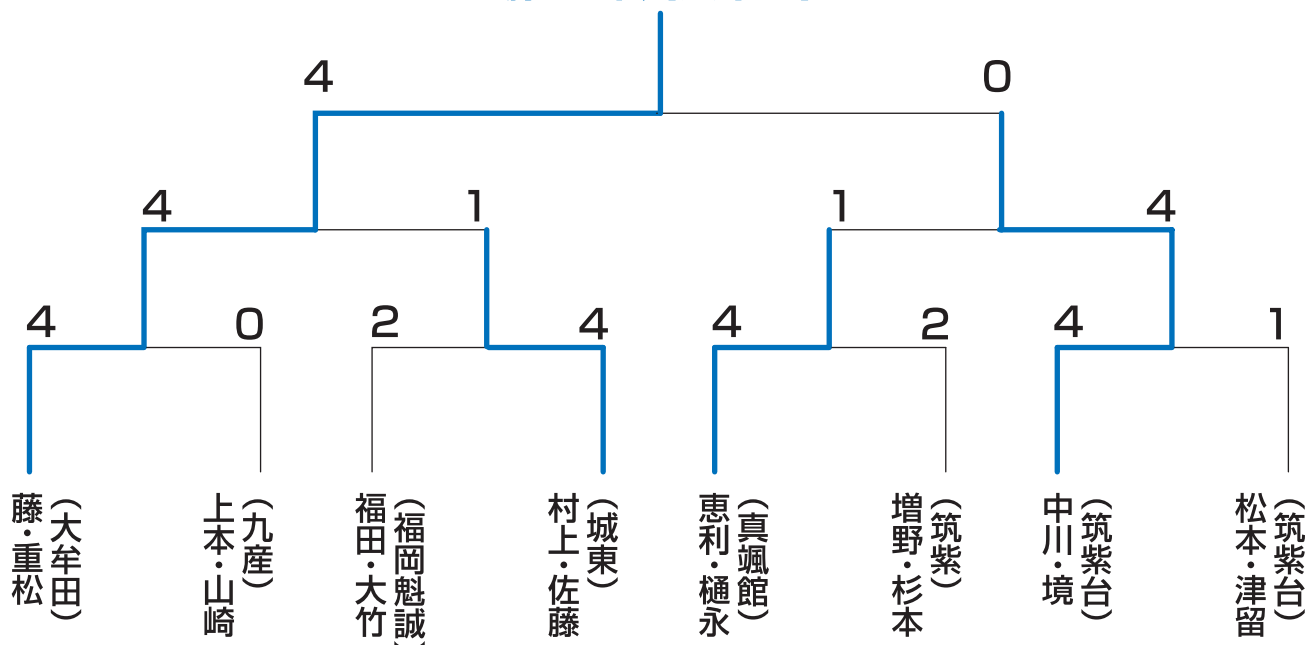 4 0
4 1 1 4
4 0 2 4 4 2 4 1
藤・重松
(大牟田)
上本・山崎
(九産)
福田・大竹
(福岡魁誠)
村上・佐藤
(城東)
恵利・樋永
(真颯館)
増野・杉本
(筑紫)
中川・境
(筑紫台)
松本・津留
(筑紫台)